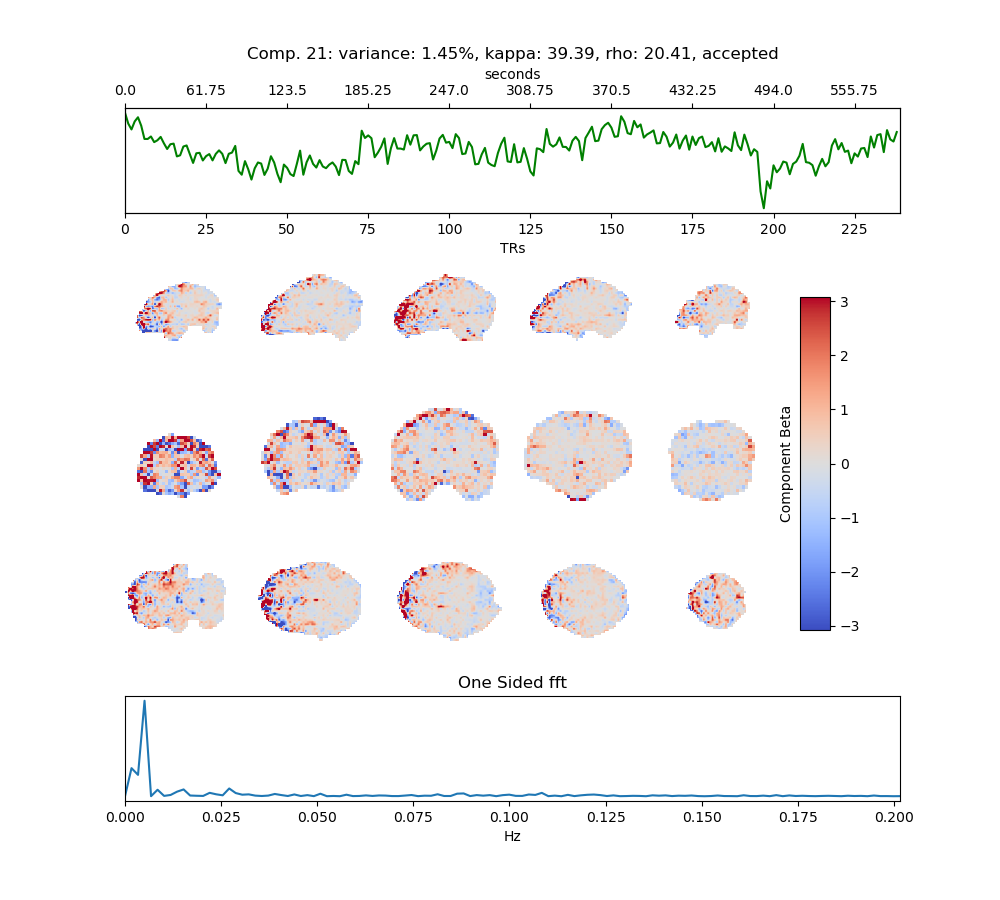 Comp. 21: variance: 1.45%, kappa: 39.39, rho: 20.41, accepted
seconds
0.0 61.75 123.5 185.25 247.0 308.75 370.5 432.25 494.0 555.75
0 25 50 75 100 125 150 175 200 225
TRs
3
2
1
0
−1
−2
−3
Component Beta
One Sided fft
0.000 0.025 0.050 0.075 0.100 0.125 0.150 0.175 0.200
Hz